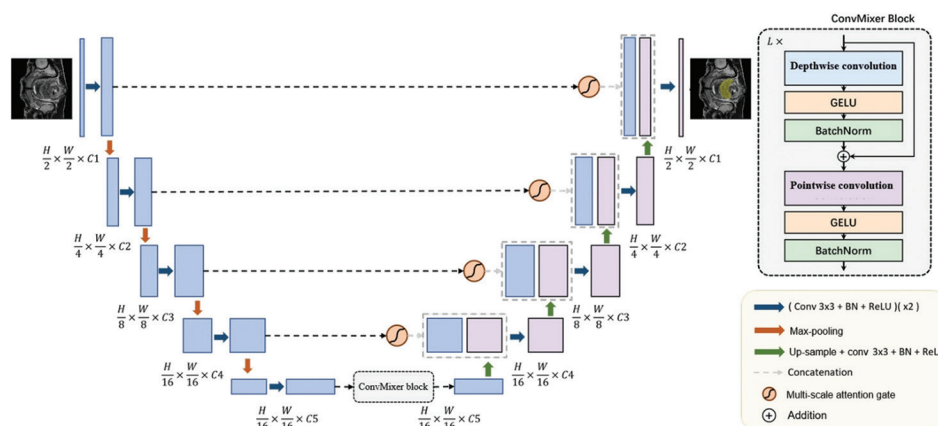 ConvMixer Block
L ×
Depthwise convolution
GELU
BatchNorm
Pointwise convolution
GELU
BatchNorm
H/2 × W/2 × C1
H/2 × W/2 × C1
H/4 × W/4 × C2
H/4 × W/4 × C2
H/8 × W/8 × C3
H/8 × W/8 × C3
H/16 × W/16 × C4
H/16 × W/16 × C4
ConvMixer block
H/16 × W/16 × C5
H/16 × W/16 × C5
( Conv 3x3 + BN + ReLU )( x2 )
Max-pooling
Up-sample + conv 3x3 + BN + ReL
Concatenation
Multi-scale attention gate
Addition